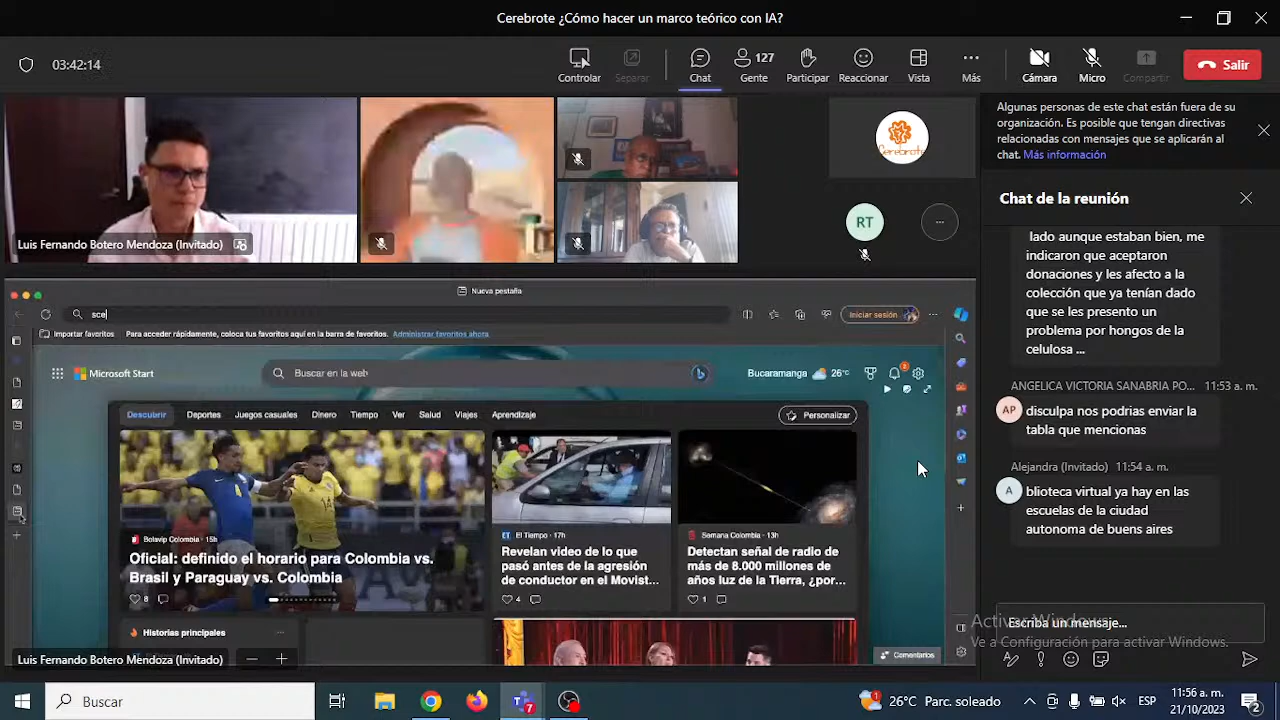 Cerebrote ¿Cómo hacer un marco teórico con IA?
03:42:14
Controlar
Separar
Chat
127
Gente
Participar
Reaccionar
Vista
Más
Cámara
Micro
Compartir
Salir
Luis Fernando Botero Mendoza (Invitado)
Cerebrote
RT
Algunas personas de este chat están fuera de su
organización. Es posible que tengan directivas
relacionadas con mensajes que se aplicarán al
chat. Más información
Chat de la reunión
lado aunque estaban bien, me
indicaron que aceptaron
donaciones y les afecto a la
colección que ya tenían dado
que se les presento un
problema por hongos de la
celulosa ...
ANGELICA VICTORIA SANABRIA PO... 11:53 a. m.
AP
disculpa nos podrias enviar la
tabla que mencionas
Alejandra (Invitado) 11:54 a. m.
A
blioteca virtual ya hay en las
escuelas de la ciudad
autonoma de buens aires
Escriba un mensaje...
Activar Windows
Ve a Configuración para activar Windows.
Nueva pestaña
sce
Iniciar sesión
Importar favoritos
Para acceder rápidamente, coloca tus favoritos aquí en la barra de favoritos. Administrar favoritos ahora
Microsoft Start
Buscar en la web
Bucaramanga
26°C
Descubrir
Deportes
Juegos casuales
Dinero
Tiempo
Ver
Salud
Viajes
Aprendizaje
Personalizar
Bolavip Colombia · 15h
Oficial: definido el horario para Colombia vs.
Brasil y Paraguay vs. Colombia
8
ET
El Tiempo · 17h
Revelan video de lo que
pasó antes de la agresión
de conductor en el Movist...
4
Semana Colombia · 13h
Detectan señal de radio de
más de 8.000 millones de
años luz de la Tierra, ¿por...
1
Historias principales
Comentarios
Luis Fernando Botero Mendoza (Invitado)
Buscar
7
1
26°C Parc. soleado
ESP
11:56 a. m.
21/10/2023
2